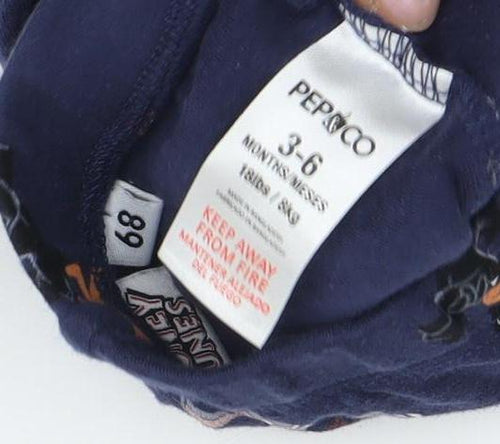 PEP&CO
3-6
MONTHS/MESES
18lbs / 8Kg
KEEP AWAY
FROM FIRE
MANTENER ALEJADO
DEL FUEGO
68